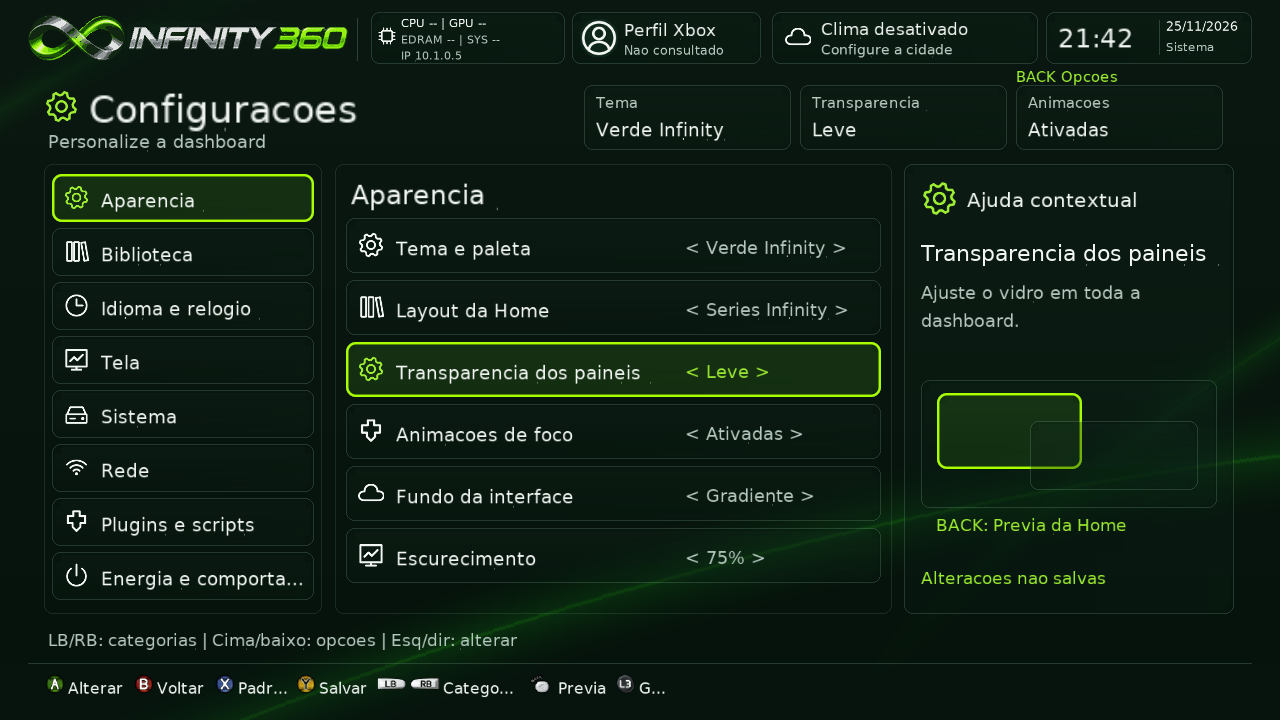 INFINITY 360
CPU -- | GPU --
EDRAM -- | SYS --
IP 10.1.0.5
Perfil Xbox
Nao consultado
Clima desativado
Configure a cidade
21:42
25/11/2026
Sistema
BACK Opcoes
Configuracoes
Personalize a dashboard
Tema
Verde Infinity
Transparencia
Leve
Animacoes
Ativadas
Aparencia
Biblioteca
Idioma e relogio
Tela
Sistema
Rede
Plugins e scripts
Energia e comporta...
Aparencia
Tema e paleta < Verde Infinity >
Layout da Home < Series Infinity >
Transparencia dos paineis < Leve >
Animacoes de foco < Ativadas >
Fundo da interface < Gradiente >
Escurecimento < 75% >
Ajuda contextual
Transparencia dos paineis
Ajuste o vidro em toda a
dashboard.
BACK: Previa da Home
Alteracoes nao salvas
LB/RB: categorias | Cima/baixo: opcoes | Esq/dir: alterar
A Alterar B Voltar X Padr... Y Salvar LB RB Catego... Previa L3 G...